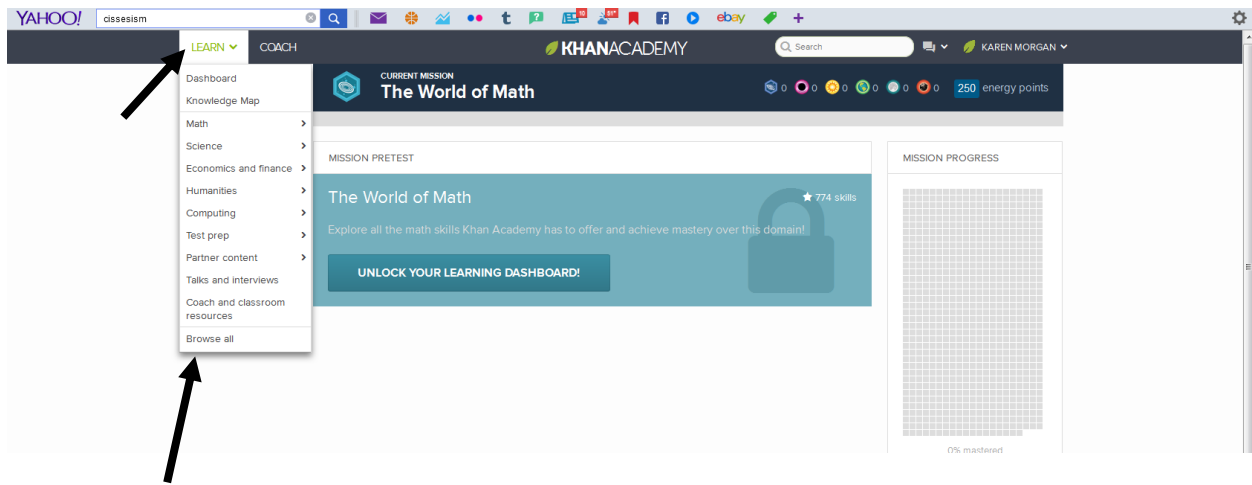 YAHOO! cissesism 10 51* ebay
LEARN COACH KHANACADEMY Search KAREN MORGAN
Dashboard
Knowledge Map
Math
Science
Economics and finance
Humanities
Computing
Test prep
Partner content
Talks and interviews
Coach and classroom
resources
Browse all
CURRENT MISSION
The World of Math
0 0 0 0 0 0 250 energy points
MISSION PRETEST
The World of Math
774 skills
Explore all the math skills Khan Academy has to offer and achieve mastery over this domain!
UNLOCK YOUR LEARNING DASHBOARD!
MISSION PROGRESS
0% mastered